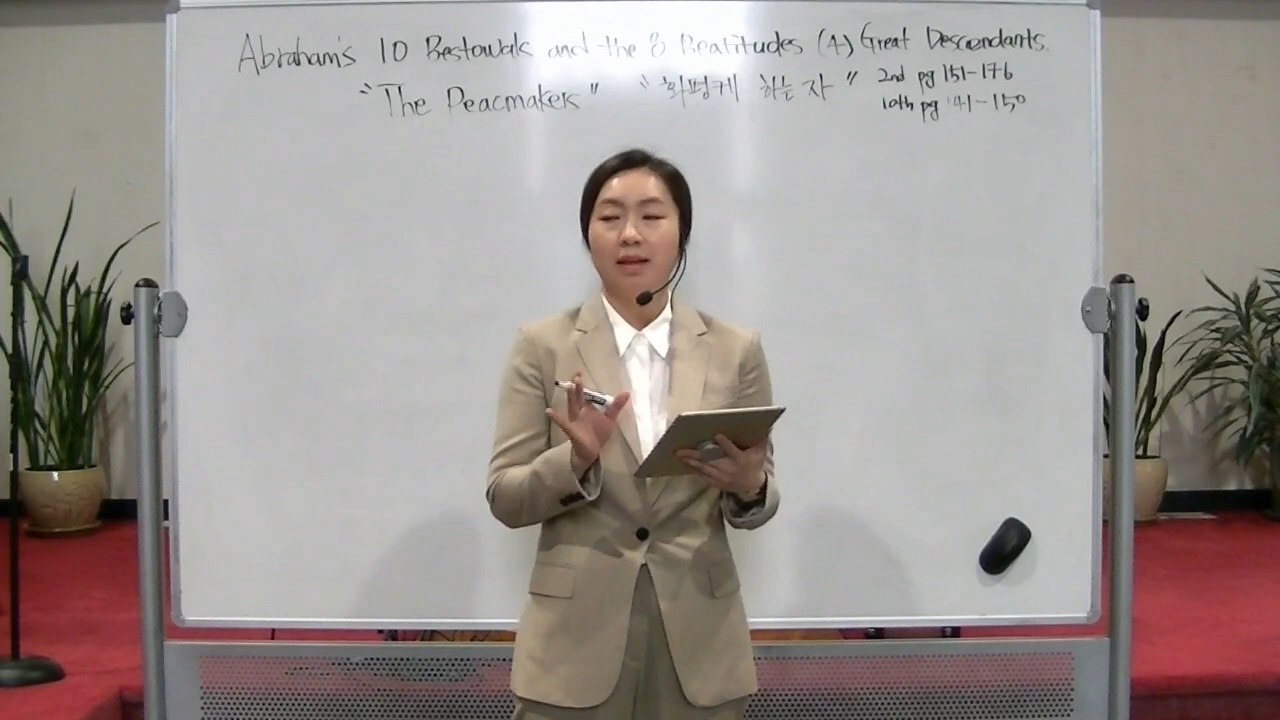 Abraham's 10 Bestowals and the 8 Beatitudes (4) Great Descendants.
"The Peacmakers" "화평케 하는 자" 2nd pg 151-176
10th pg 141-150